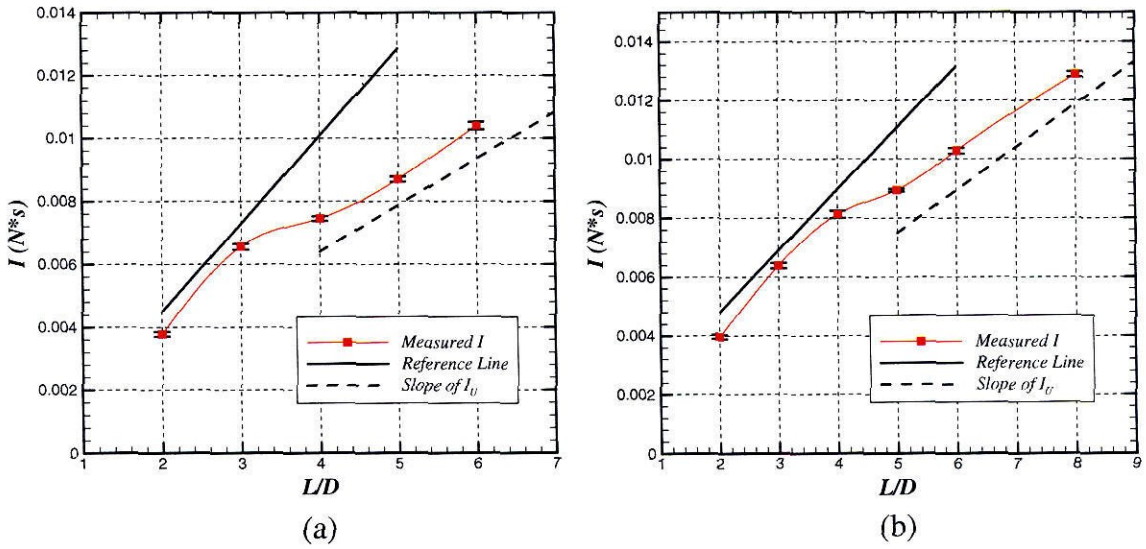 0.014
0.012
0.01
0.008
0.006
0.004
0.002
0
I (N*s)
1 2 3 4 5 6 7
L/D
Measured I
Reference Line
Slope of I_U
(a)
0.014
0.012
0.01
0.008
0.006
0.004
0.002
0
I (N*s)
1 2 3 4 5 6 7 8 9
L/D
Measured I
Reference Line
Slope of I_U
(b)